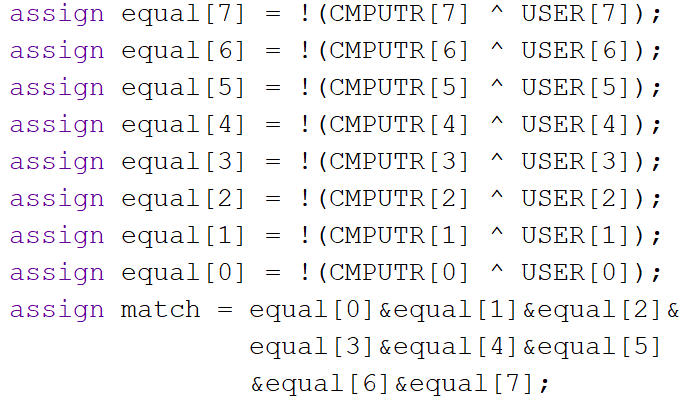 assign equal[7] = !(CMPUTR[7] ^ USER[7]);
assign equal[6] = !(CMPUTR[6] ^ USER[6]);
assign equal[5] = !(CMPUTR[5] ^ USER[5]);
assign equal[4] = !(CMPUTR[4] ^ USER[4]);
assign equal[3] = !(CMPUTR[3] ^ USER[3]);
assign equal[2] = !(CMPUTR[2] ^ USER[2]);
assign equal[1] = !(CMPUTR[1] ^ USER[1]);
assign equal[0] = !(CMPUTR[0] ^ USER[0]);
assign match = equal[0]&equal[1]&equal[2]&
equal[3]&equal[4]&equal[5]
&equal[6]&equal[7];